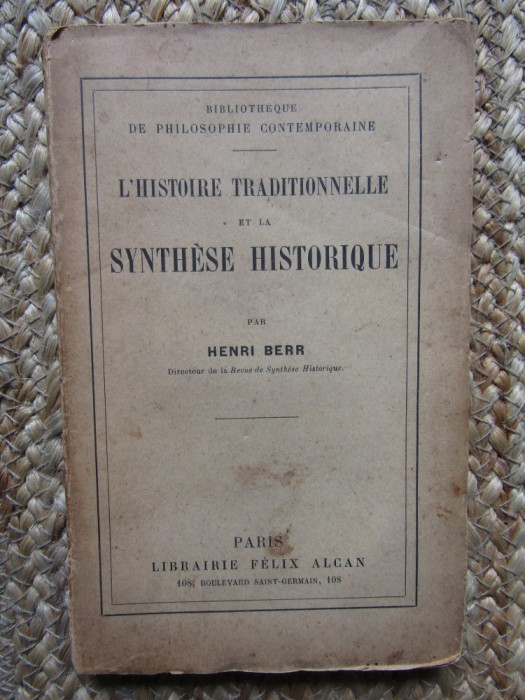 BIBLIOTHÈQUE
DE PHILOSOPHIE CONTEMPORAINE
L'HISTOIRE TRADITIONNELLE
ET LA
SYNTHÈSE HISTORIQUE
PAR
HENRI BERR
Directeur de la Revue de Synthèse Historique.
PARIS
LIBRAIRIE FÉLIX ALCAN
108, BOULEVARD SAINT-GERMAIN, 108